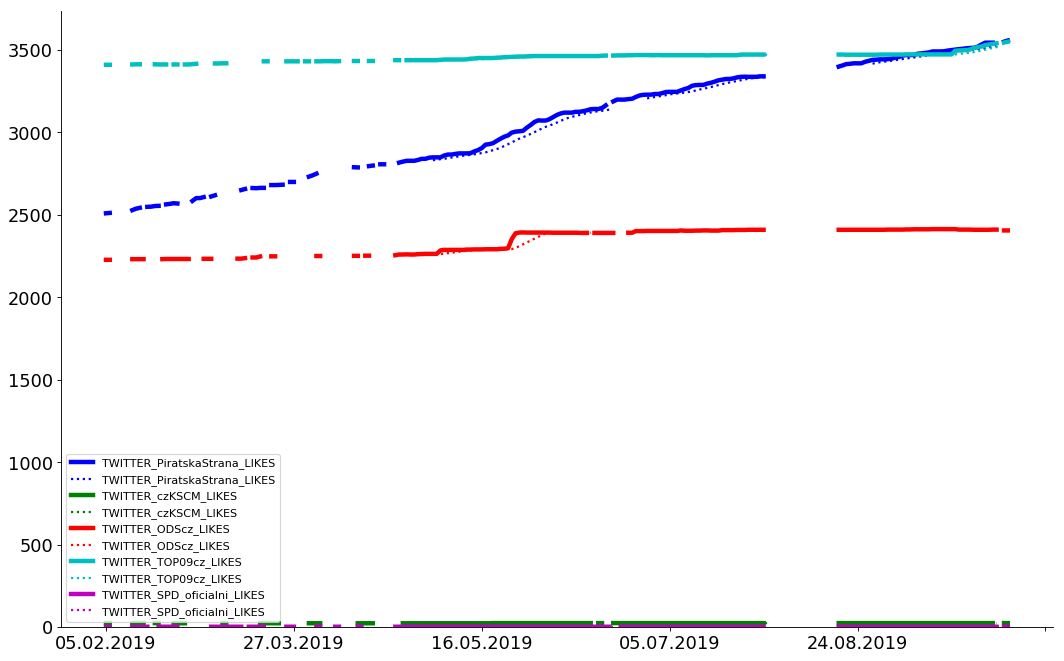 3500
3000
2500
2000
1500
1000
500
0
TWITTER_PiratskaStrana_LIKES
TWITTER_PiratskaStrana_LIKES
TWITTER_czKSCM_LIKES
TWITTER_czKSCM_LIKES
TWITTER_ODScz_LIKES
TWITTER_ODScz_LIKES
TWITTER_TOP09cz_LIKES
TWITTER_TOP09cz_LIKES
TWITTER_SPD_oficialni_LIKES
TWITTER_SPD_oficialni_LIKES
05.02.2019 27.03.2019 16.05.2019 05.07.2019 24.08.2019